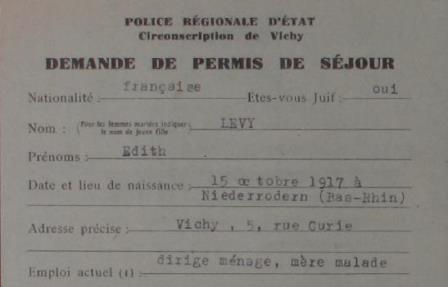 POLICE RÉGIONALE D'ÉTAT
Circonscription de Vichy
DEMANDE DE PERMIS DE SÉJOUR
Nationalité : française Etes-vous Juif : oui
Nom : (Pour les femmes mariées indiquer le nom de jeune fille) LEVY
Prénoms : Edith
Date et lieu de naissance : 15 octobre 1917 à
Niederrodern (Bas-Rhin)
Adresse précise : Vichy , 5, rue Curie
Emploi actuel (1) : dirige ménage, mère malade